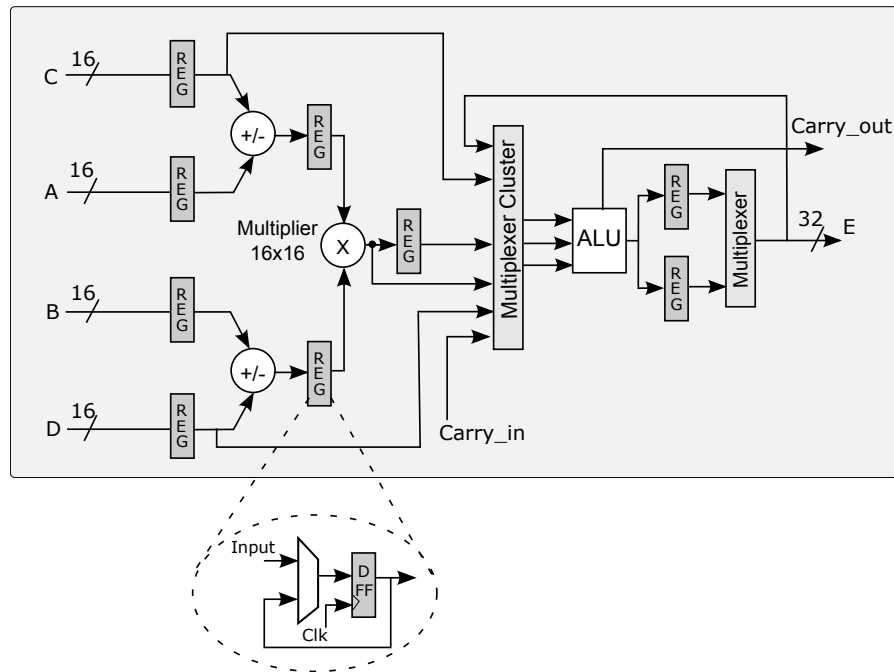 C
16
REG
A
16
REG
+/-
REG
Multiplier
16x16
X
REG
B
16
REG
D
16
REG
+/-
REG
Carry_in
Multiplexer Cluster
ALU
REG
REG
Multiplexer
Carry_out
32
E
Input
D
FF
Clk